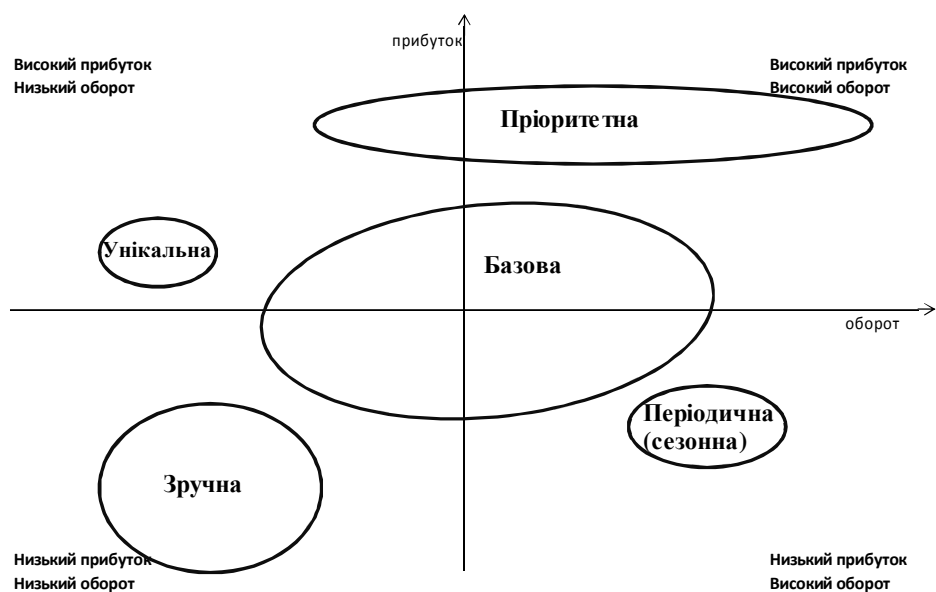 прибуток
Високий прибуток
Низький оборот
Високий прибуток
Високий оборот
Пріоритетна
Унікальна
Базова
оборот
Періодична
(сезонна)
Зручна
Низький прибуток
Низький оборот
Низький прибуток
Високий оборот